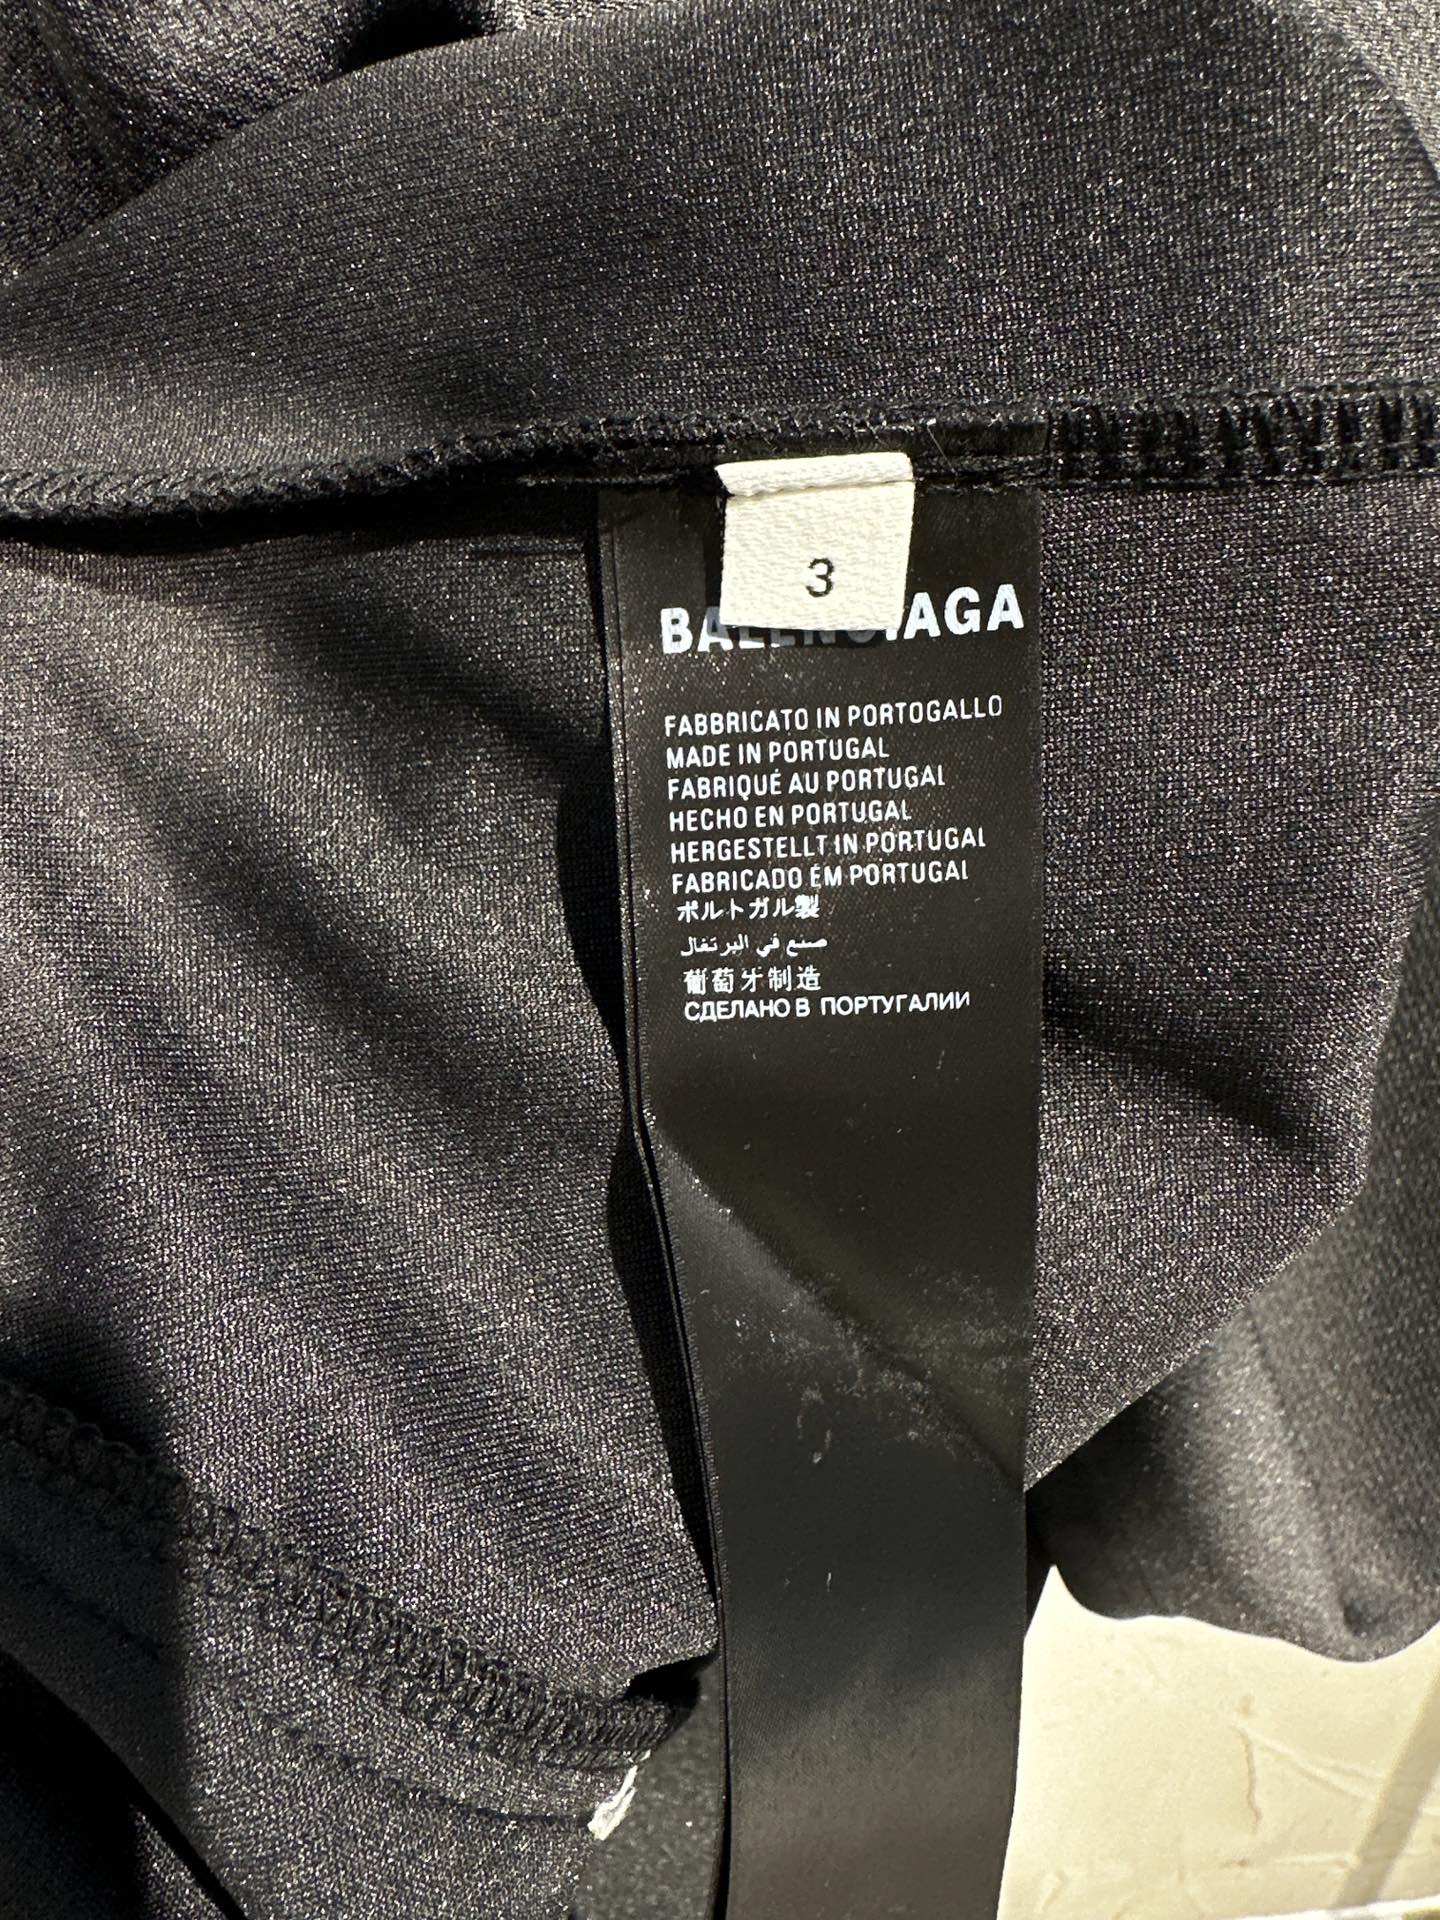 3
BALENCIAGA
FABBRICATO IN PORTOGALLO
MADE IN PORTUGAL
FABRIQUÉ AU PORTUGAL
HECHO EN PORTUGAL
HERGESTELLT IN PORTUGAL
FABRICADO EM PORTUGAL
ポルトガル製
صنع في البرتغال
葡萄牙制造
СДЕЛАНО В ПОРТУГАЛИИ